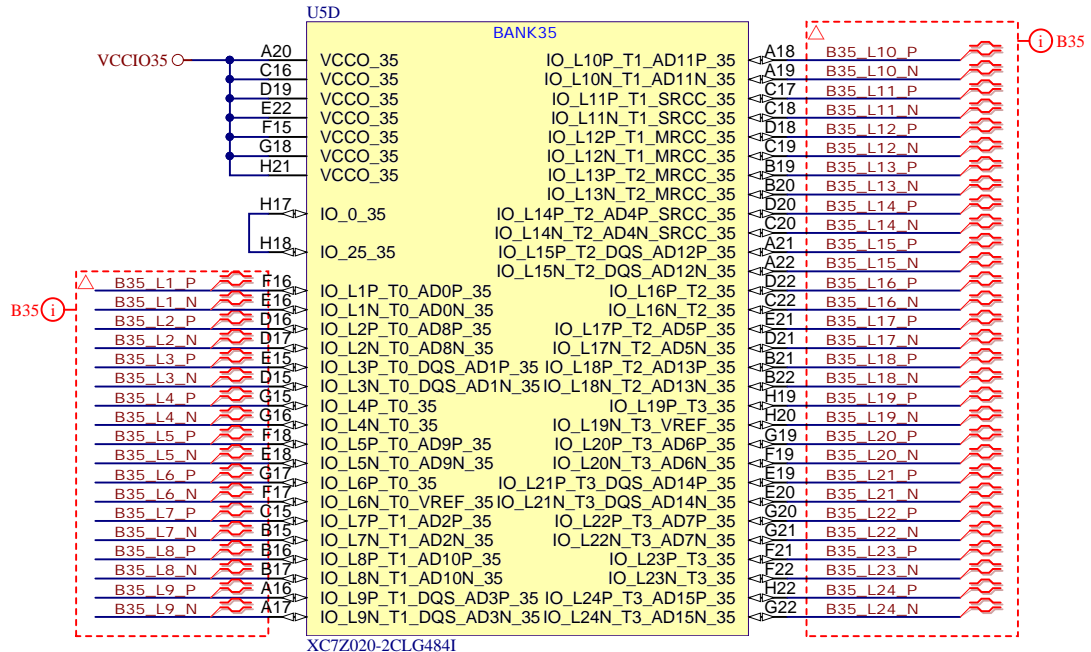 U5D
BANK35
VCCIO35
A20 VCCO_35
C16 VCCO_35
D19 VCCO_35
E22 VCCO_35
F15 VCCO_35
G18 VCCO_35
H21 VCCO_35
H17 IO_0_35
H18 IO_25_35
B35
B35_L1_P F16 IO_L1P_T0_AD0P_35
B35_L1_N E16 IO_L1N_T0_AD0N_35
B35_L2_P D16 IO_L2P_T0_AD8P_35
B35_L2_N D17 IO_L2N_T0_AD8N_35
B35_L3_P E15 IO_L3P_T0_DQS_AD1P_35
B35_L3_N D15 IO_L3N_T0_DQS_AD1N_35
B35_L4_P G15 IO_L4P_T0_35
B35_L4_N G16 IO_L4N_T0_35
B35_L5_P F18 IO_L5P_T0_AD9P_35
B35_L5_N E18 IO_L5N_T0_AD9N_35
B35_L6_P G17 IO_L6P_T0_35
B35_L6_N F17 IO_L6N_T0_VREF_35
B35_L7_P C15 IO_L7P_T1_AD2P_35
B35_L7_N B15 IO_L7N_T1_AD2N_35
B35_L8_P B16 IO_L8P_T1_AD10P_35
B35_L8_N B17 IO_L8N_T1_AD10N_35
B35_L9_P A16 IO_L9P_T1_DQS_AD3P_35
B35_L9_N A17 IO_L9N_T1_DQS_AD3N_35
IO_L10P_T1_AD11P_35 A18 B35_L10_P
IO_L10N_T1_AD11N_35 A19 B35_L10_N
IO_L11P_T1_SRCC_35 C17 B35_L11_P
IO_L11N_T1_SRCC_35 C18 B35_L11_N
IO_L12P_T1_MRCC_35 D18 B35_L12_P
IO_L12N_T1_MRCC_35 C19 B35_L12_N
IO_L13P_T2_MRCC_35 B19 B35_L13_P
IO_L13N_T2_MRCC_35 B20 B35_L13_N
IO_L14P_T2_AD4P_SRCC_35 D20 B35_L14_P
IO_L14N_T2_AD4N_SRCC_35 C20 B35_L14_N
IO_L15P_T2_DQS_AD12P_35 A21 B35_L15_P
IO_L15N_T2_DQS_AD12N_35 A22 B35_L15_N
IO_L16P_T2_35 D22 B35_L16_P
IO_L16N_T2_35 C22 B35_L16_N
IO_L17P_T2_AD5P_35 E21 B35_L17_P
IO_L17N_T2_AD5N_35 D21 B35_L17_N
IO_L18P_T2_AD13P_35 B21 B35_L18_P
IO_L18N_T2_AD13N_35 B22 B35_L18_N
IO_L19P_T3_35 H19 B35_L19_P
IO_L19N_T3_VREF_35 H20 B35_L19_N
IO_L20P_T3_AD6P_35 G19 B35_L20_P
IO_L20N_T3_AD6N_35 F19 B35_L20_N
IO_L21P_T3_DQS_AD14P_35 E19 B35_L21_P
IO_L21N_T3_DQS_AD14N_35 E20 B35_L21_N
IO_L22P_T3_AD7P_35 G20 B35_L22_P
IO_L22N_T3_AD7N_35 G21 B35_L22_N
IO_L23P_T3_35 F21 B35_L23_P
IO_L23N_T3_35 F22 B35_L23_N
IO_L24P_T3_AD15P_35 H22 B35_L24_P
IO_L24N_T3_AD15N_35 G22 B35_L24_N
i B35
i
XC7Z020-2CLG484I